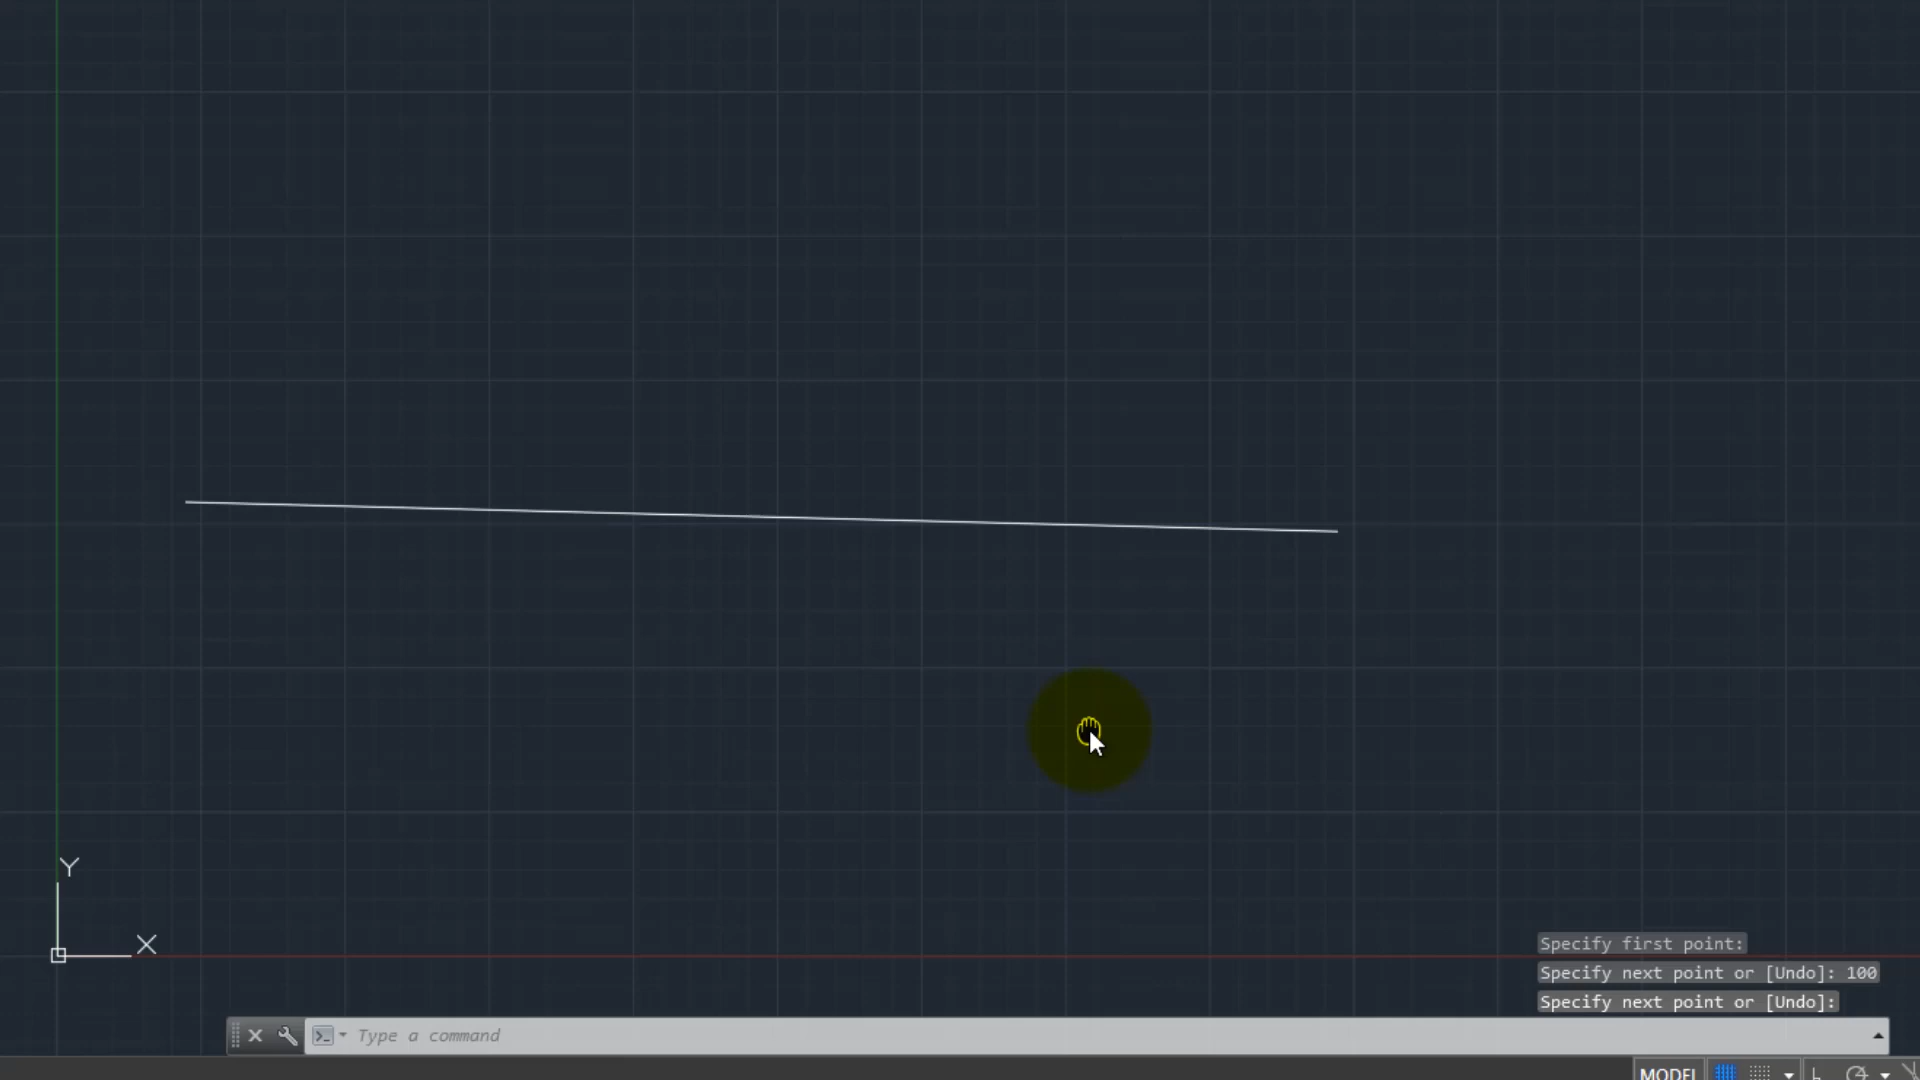 Y
X
Specify first point:
Specify next point or [Undo]: 100
Specify next point or [Undo]:
Type a command
MODEL